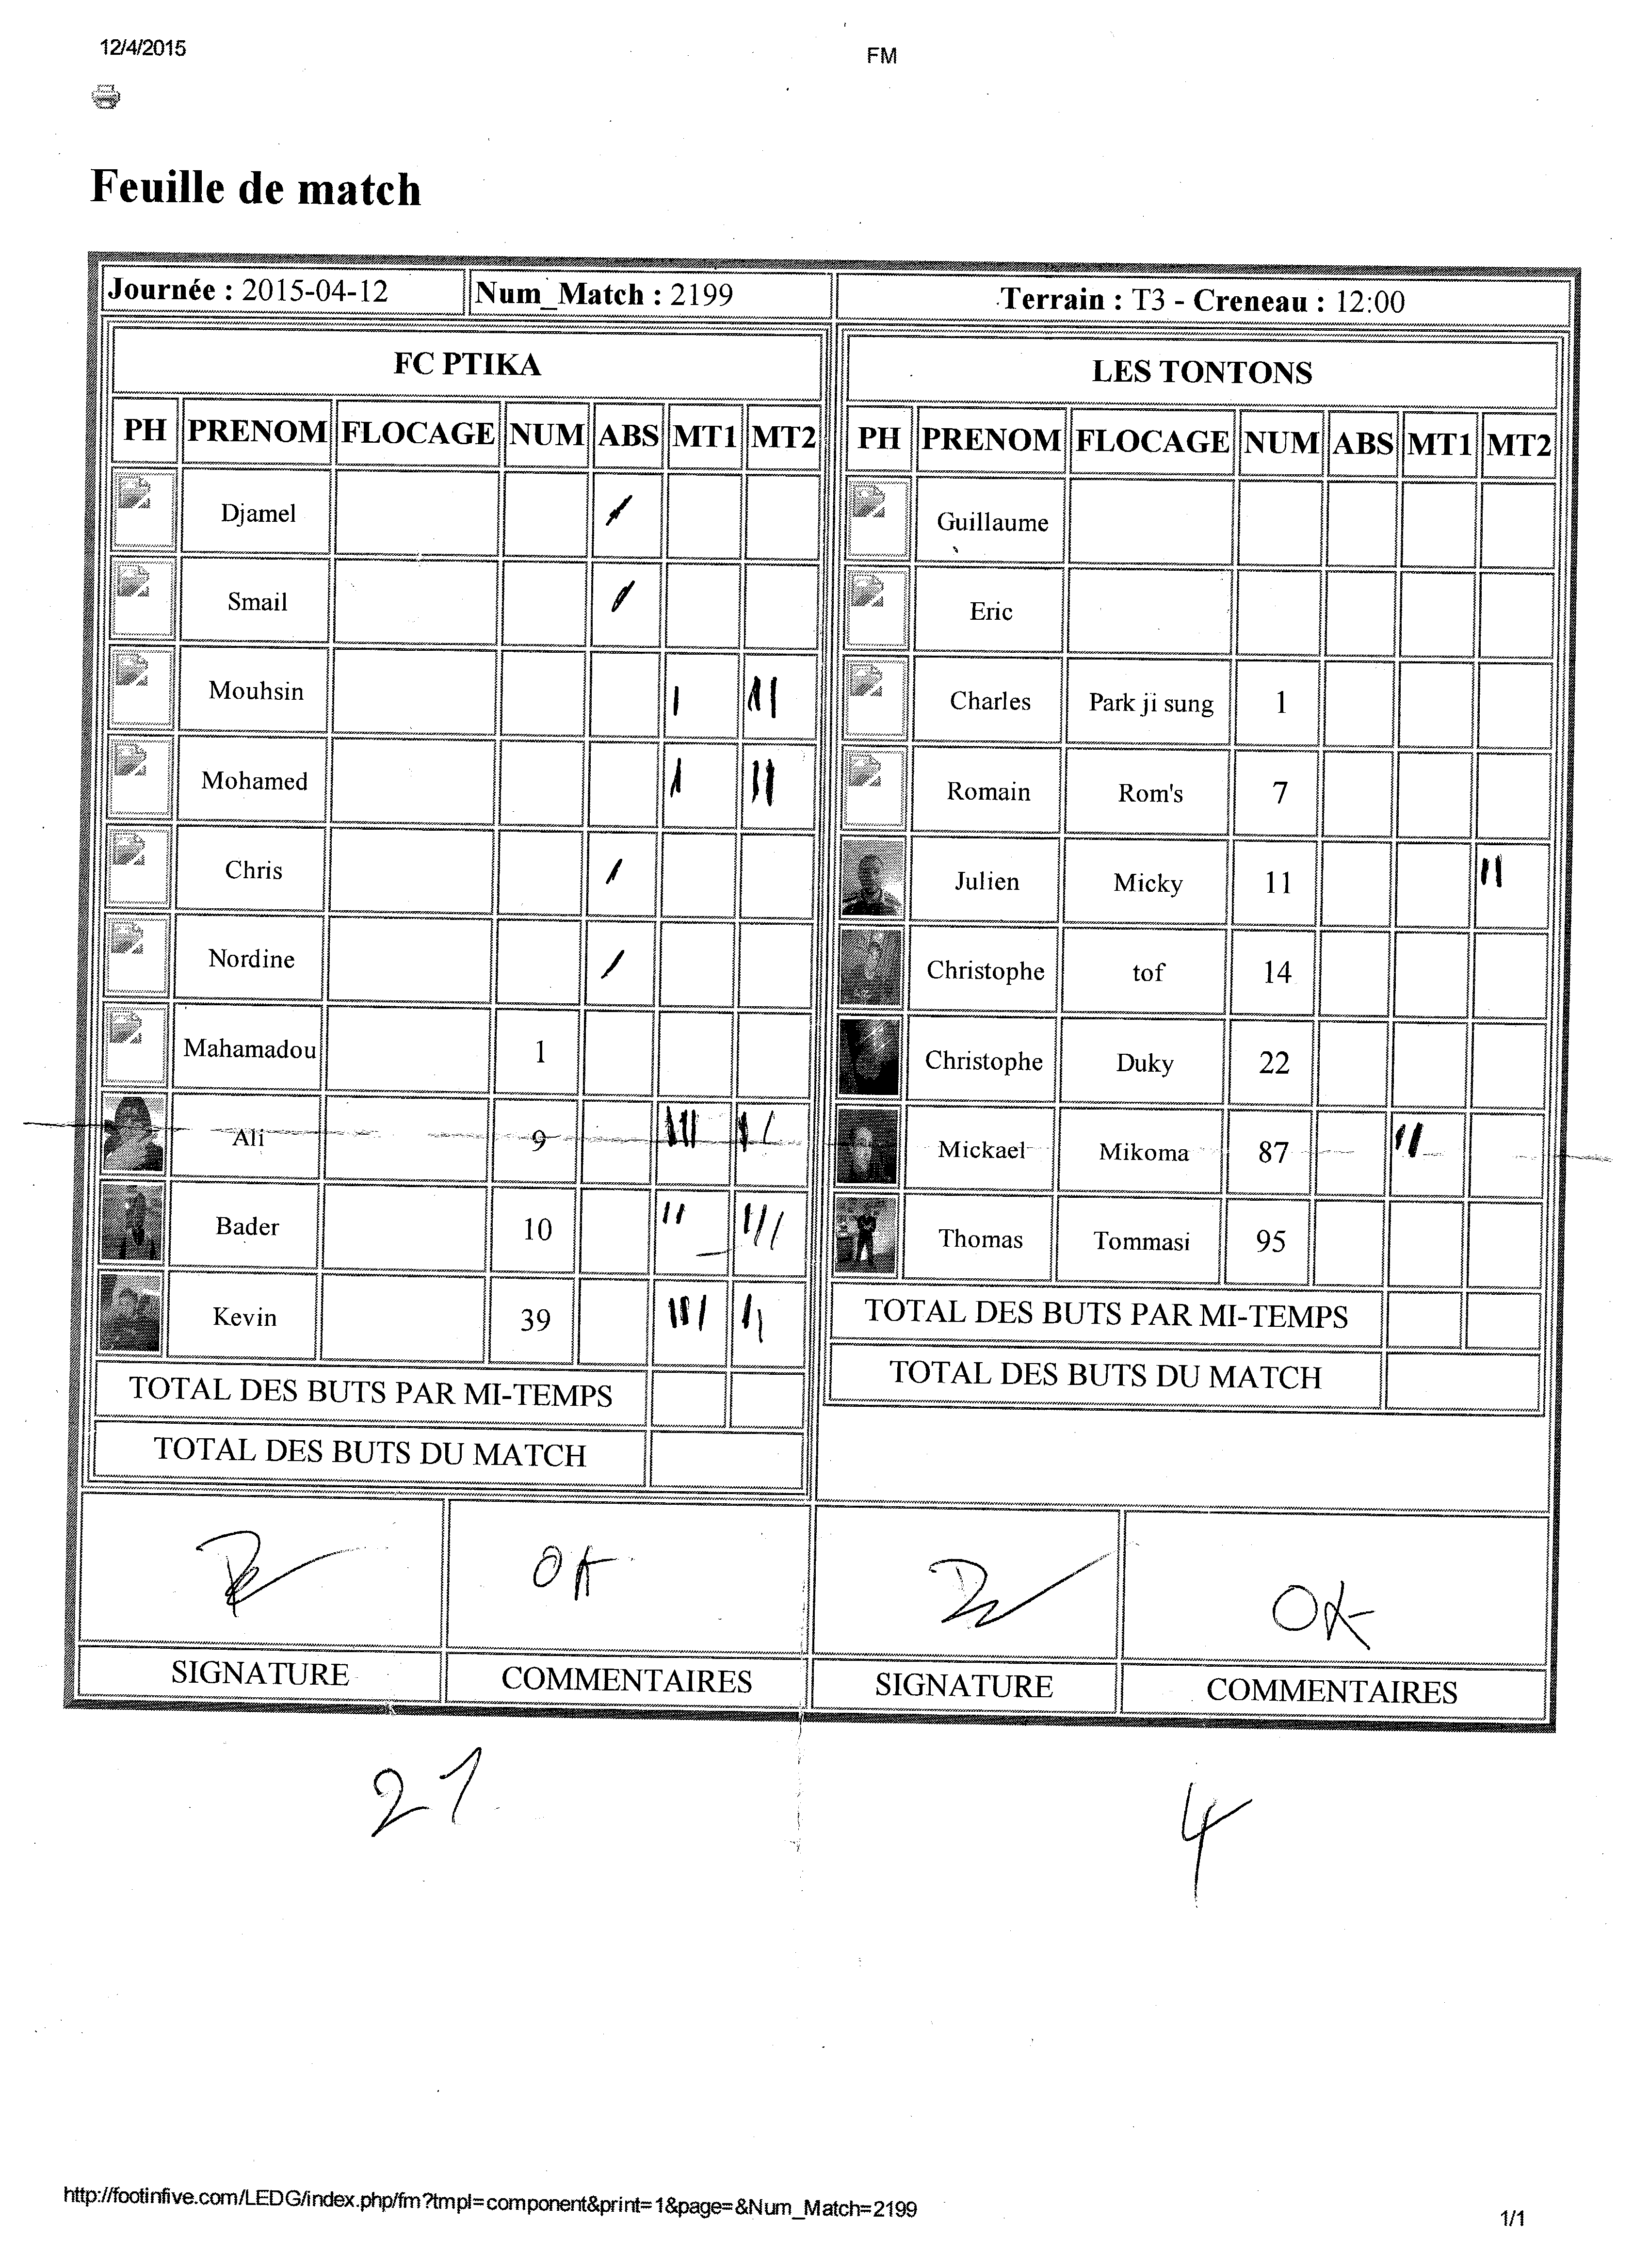 12/4/2015
FM
Feuille de match
Journée : 2015-04-12 Num_Match : 2199 Terrain : T3 - Creneau : 12:00
FC PTIKA
PH PRENOM FLOCAGE NUM ABS MT1 MT2
Djamel /
Smail /
Mouhsin I II
Mohamed I II
Chris /
Nordine /
Mahamadou 1
Ali 9 IIII II
Bader 10 II III
Kevin 39 IIII II
TOTAL DES BUTS PAR MI-TEMPS
TOTAL DES BUTS DU MATCH
LES TONTONS
PH PRENOM FLOCAGE NUM ABS MT1 MT2
Guillaume
Eric
Charles Park ji sung 1
Romain Rom's 7
Julien Micky 11 II
Christophe tof 14
Christophe Duky 22
Mickael Mikoma 87 II
Thomas Tommasi 95
TOTAL DES BUTS PAR MI-TEMPS
TOTAL DES BUTS DU MATCH
OK
OK
SIGNATURE COMMENTAIRES SIGNATURE COMMENTAIRES
21 4
http://footinfive.com/LEDG/index.php/fm?tmpl=component&print=1&page=&Num_Match=2199
1/1